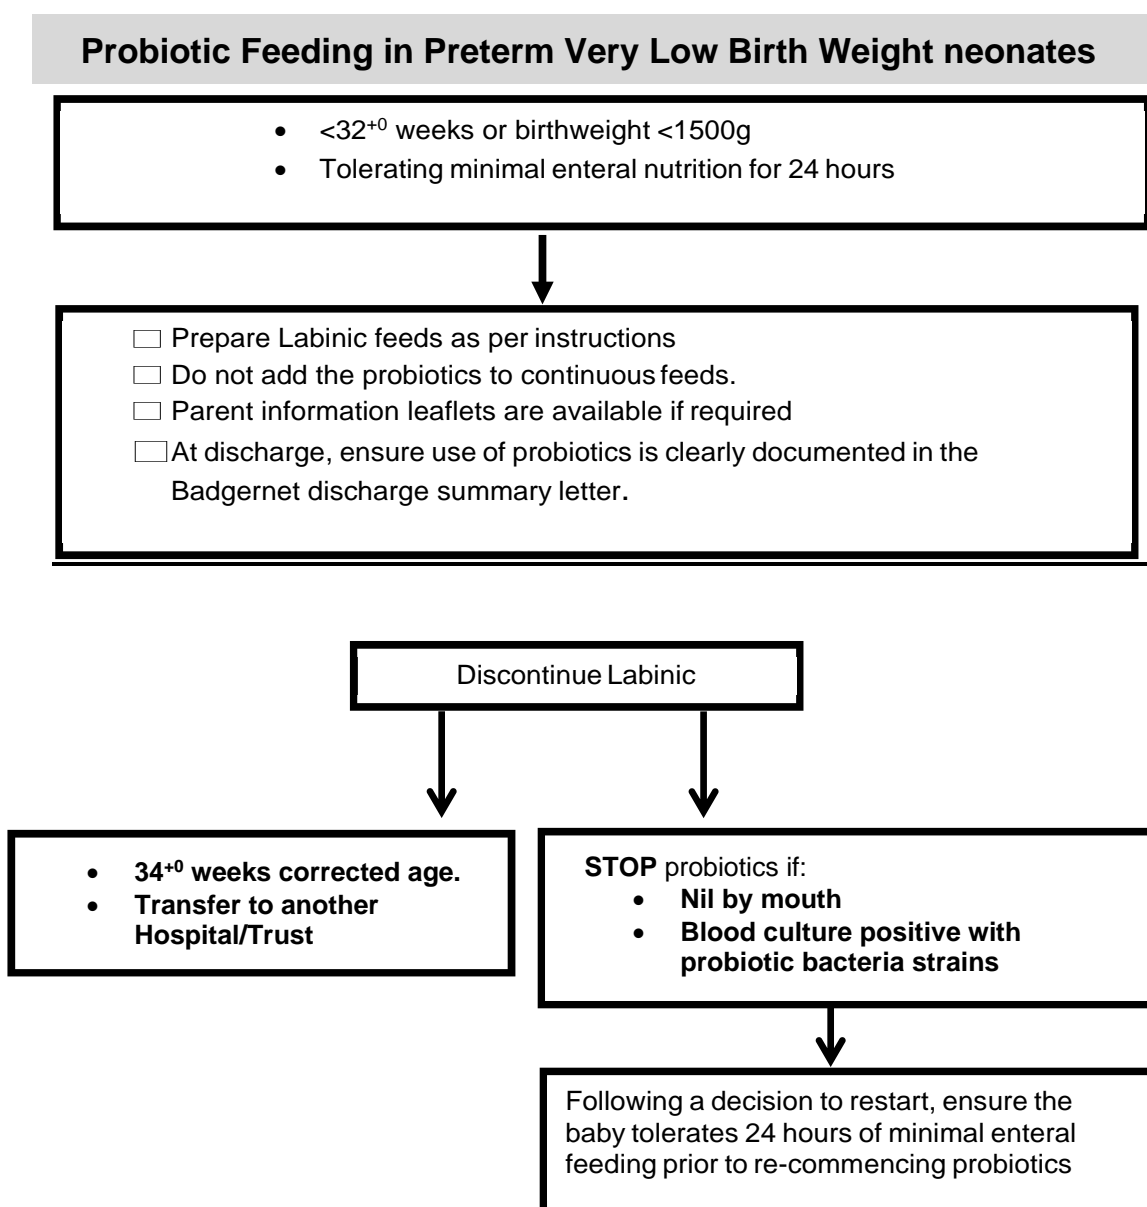 Probiotic Feeding in Preterm Very Low Birth Weight neonates
• <32⁺⁰ weeks or birthweight <1500g
• Tolerating minimal enteral nutrition for 24 hours
☐ Prepare Labinic feeds as per instructions
☐ Do not add the probiotics to continuous feeds.
☐ Parent information leaflets are available if required
☐ At discharge, ensure use of probiotics is clearly documented in the
Badgernet discharge summary letter.
Discontinue Labinic
• 34⁺⁰ weeks corrected age.
• Transfer to another
Hospital/Trust
STOP probiotics if:
• Nil by mouth
• Blood culture positive with
probiotic bacteria strains
Following a decision to restart, ensure the
baby tolerates 24 hours of minimal enteral
feeding prior to re-commencing probiotics